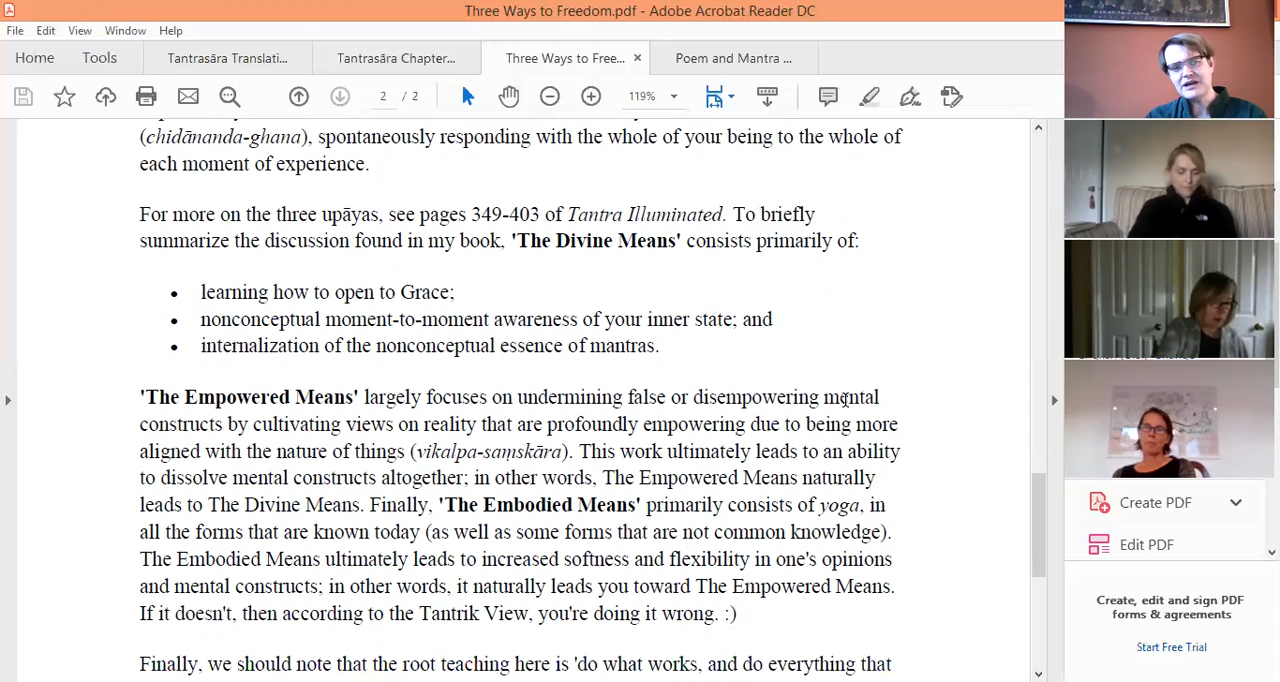 Three Ways to Freedom.pdf - Adobe Acrobat Reader DC
File Edit View Window Help
Home Tools Tantrasāra Translati... Tantrasāra Chapter... Three Ways to Free... × Poem and Mantra ...
2 / 2 119%
(chidānanda-ghana), spontaneously responding with the whole of your being to the whole of
each moment of experience.
For more on the three upāyas, see pages 349-403 of Tantra Illuminated. To briefly
summarize the discussion found in my book, 'The Divine Means' consists primarily of:
• learning how to open to Grace;
• nonconceptual moment-to-moment awareness of your inner state; and
• internalization of the nonconceptual essence of mantras.
'The Empowered Means' largely focuses on undermining false or disempowering mental
constructs by cultivating views on reality that are profoundly empowering due to being more
aligned with the nature of things (vikalpa-saṃskāra). This work ultimately leads to an ability
to dissolve mental constructs altogether; in other words, The Empowered Means naturally
leads to The Divine Means. Finally, 'The Embodied Means' primarily consists of yoga, in
all the forms that are known today (as well as some forms that are not common knowledge).
The Embodied Means ultimately leads to increased softness and flexibility in one's opinions
and mental constructs; in other words, it naturally leads you toward The Empowered Means.
If it doesn't, then according to the Tantrik View, you're doing it wrong. :)
Finally, we should note that the root teaching here is 'do what works, and do everything that
Create PDF
Edit PDF
Create, edit and sign PDF
forms & agreements
Start Free Trial